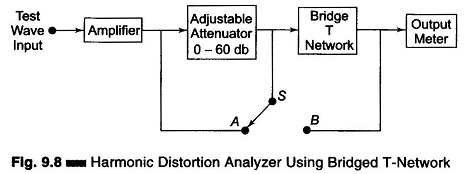 Test
Wave
Input
Amplifier
Adjustable
Attenuator
0 – 60 db
Bridge
T
Network
Output
Meter
S
A
B
Fig. 9.8 Harmonic Distortion Analyzer Using Bridged T-Network